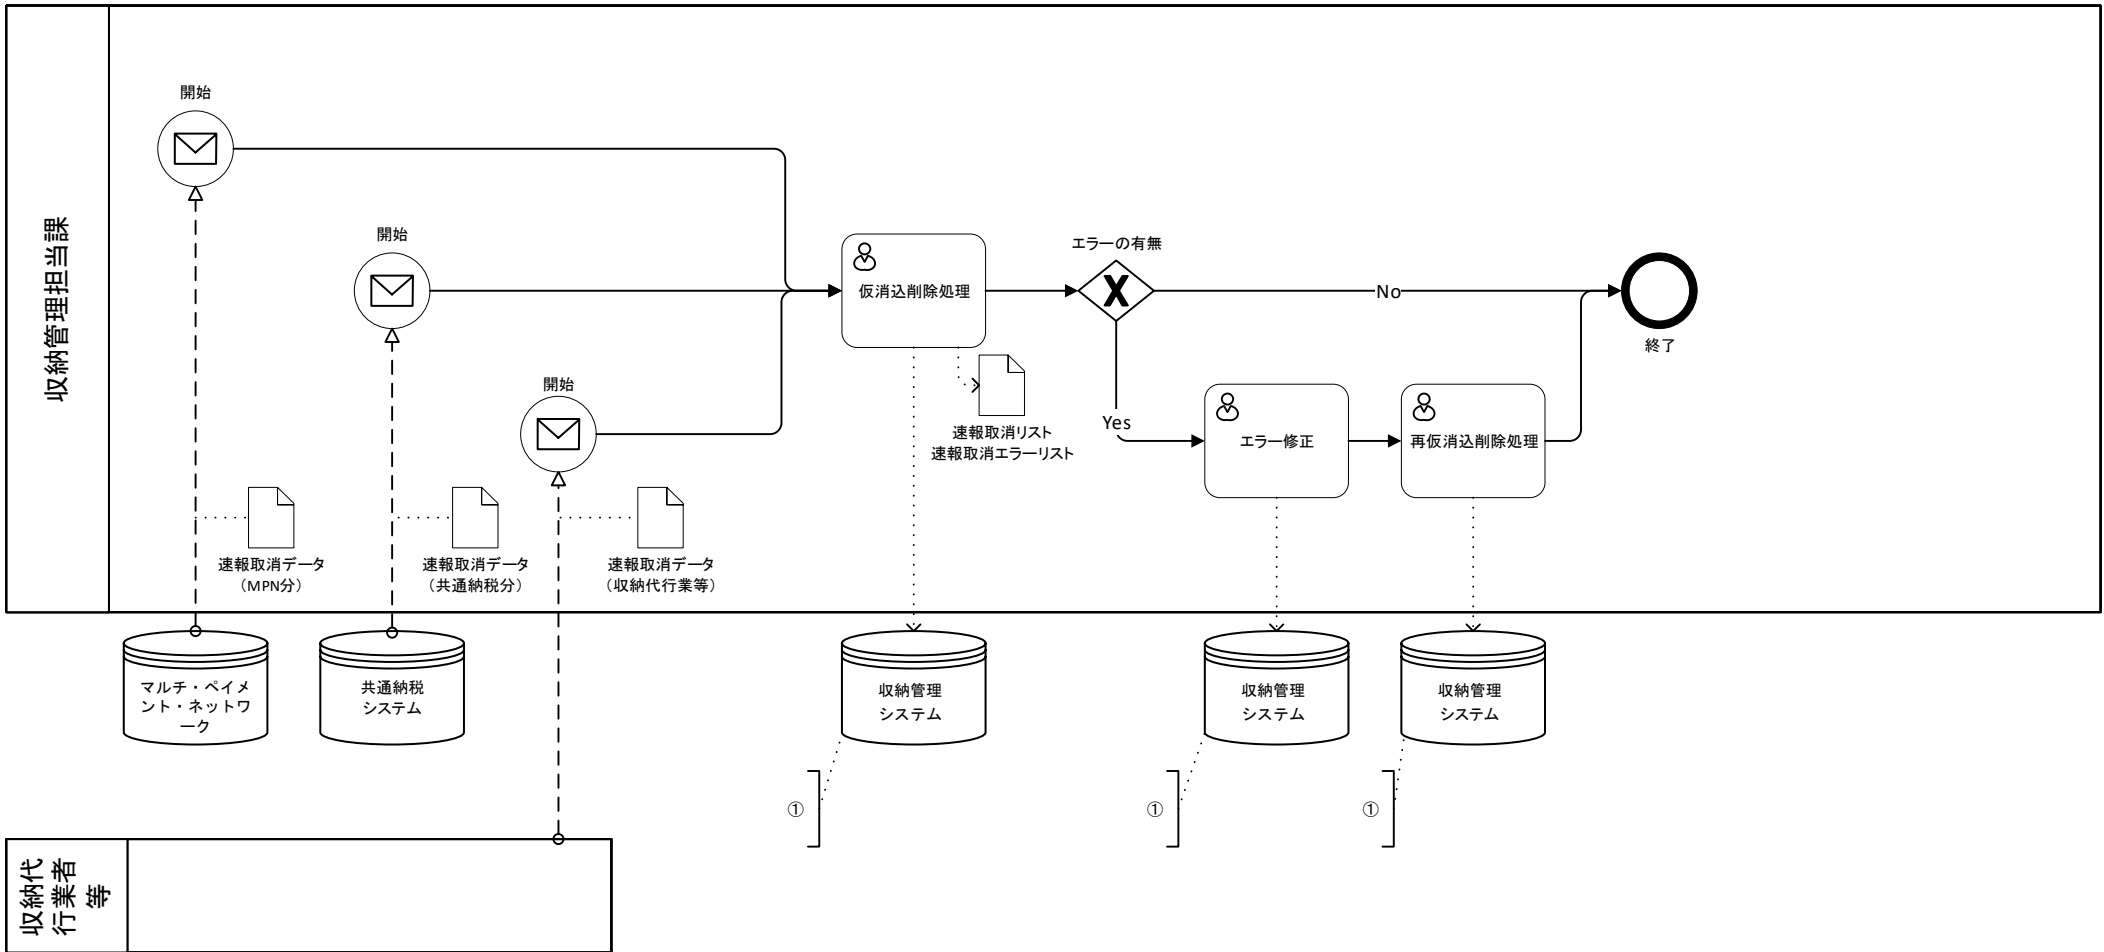 収納管理担当課
開始
開始
開始
仮消込削除処理
エラーの有無
No
Yes
終了
速報取消リスト
速報取消エラーリスト
エラー修正
再仮消込削除処理
速報取消データ
（MPN分）
速報取消データ
（共通納税分）
速報取消データ
（収納代行業等）
マルチ・ペイメ
ント・ネットワ
ーク
共通納税
システム
収納管理
システム
収納管理
システム
収納管理
システム
①
①
①
収納代
行業者
等